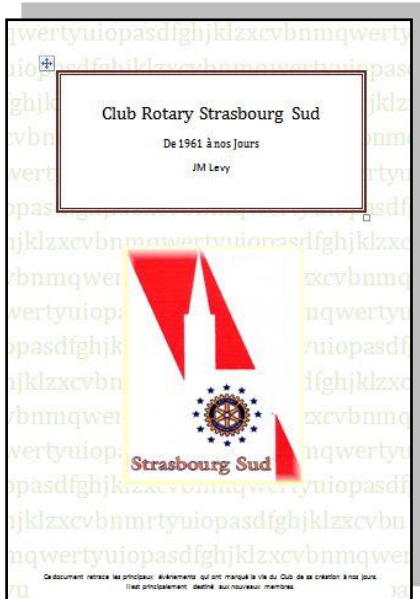 Club Rotary Strasbourg Sud
De 1961 à nos Jours
JM Levy
Strasbourg Sud
Ce document retrace les principaux évènements qui ont marqué la vie du Club de sa création à nos jours.
Il est principalement destiné aux nouveaux membres.